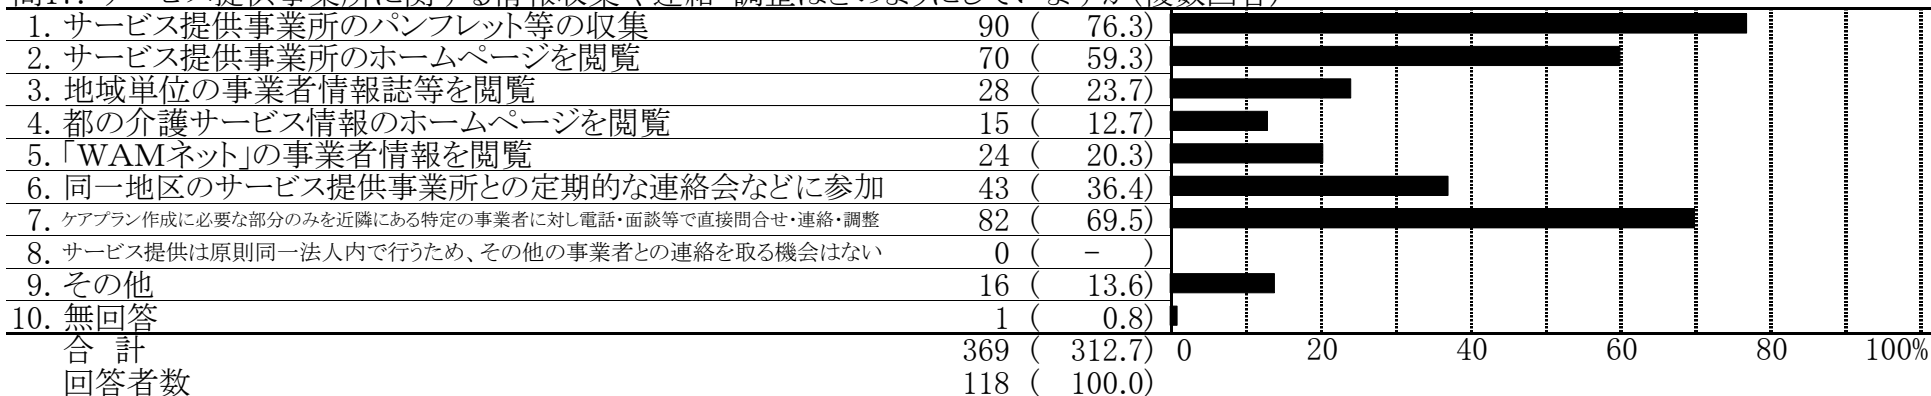 1. サービス提供事業所のパンフレット等の収集 90 ( 76.3)
2. サービス提供事業所のホームページを閲覧 70 ( 59.3)
3. 地域単位の事業者情報誌等を閲覧 28 ( 23.7)
4. 都の介護サービス情報のホームページを閲覧 15 ( 12.7)
5. 「WAMネット」の事業者情報を閲覧 24 ( 20.3)
6. 同一地区のサービス提供事業所との定期的な連絡会などに参加 43 ( 36.4)
7. ケアプラン作成に必要な部分のみを近隣にある特定の事業者に対し電話・面談等で直接問合せ・連絡・調整 82 ( 69.5)
8. サービス提供は原則同一法人内で行うため、その他の事業者との連絡を取る機会はない 0 ( - )
9. その他 16 ( 13.6)
10. 無回答 1 ( 0.8)
合 計 369 ( 312.7) 0 20 40 60 80 100%
回答者数 118 ( 100.0)